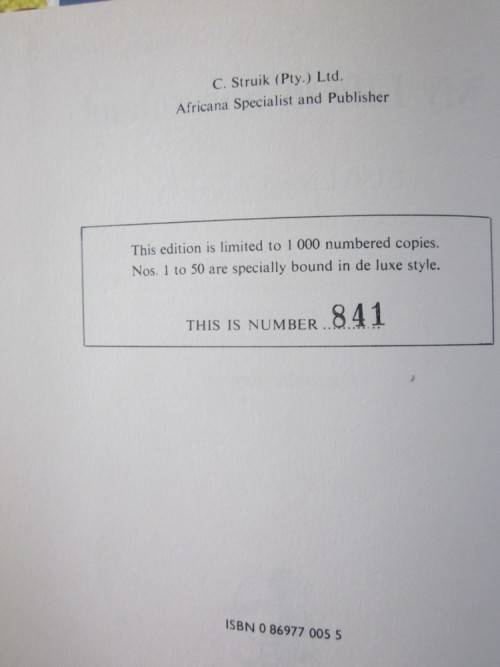 C. Struik (Pty.) Ltd.
Africana Specialist and Publisher
This edition is limited to 1 000 numbered copies.
Nos. 1 to 50 are specially bound in de luxe style.
THIS IS NUMBER ..841..
ISBN 0 86977 005 5